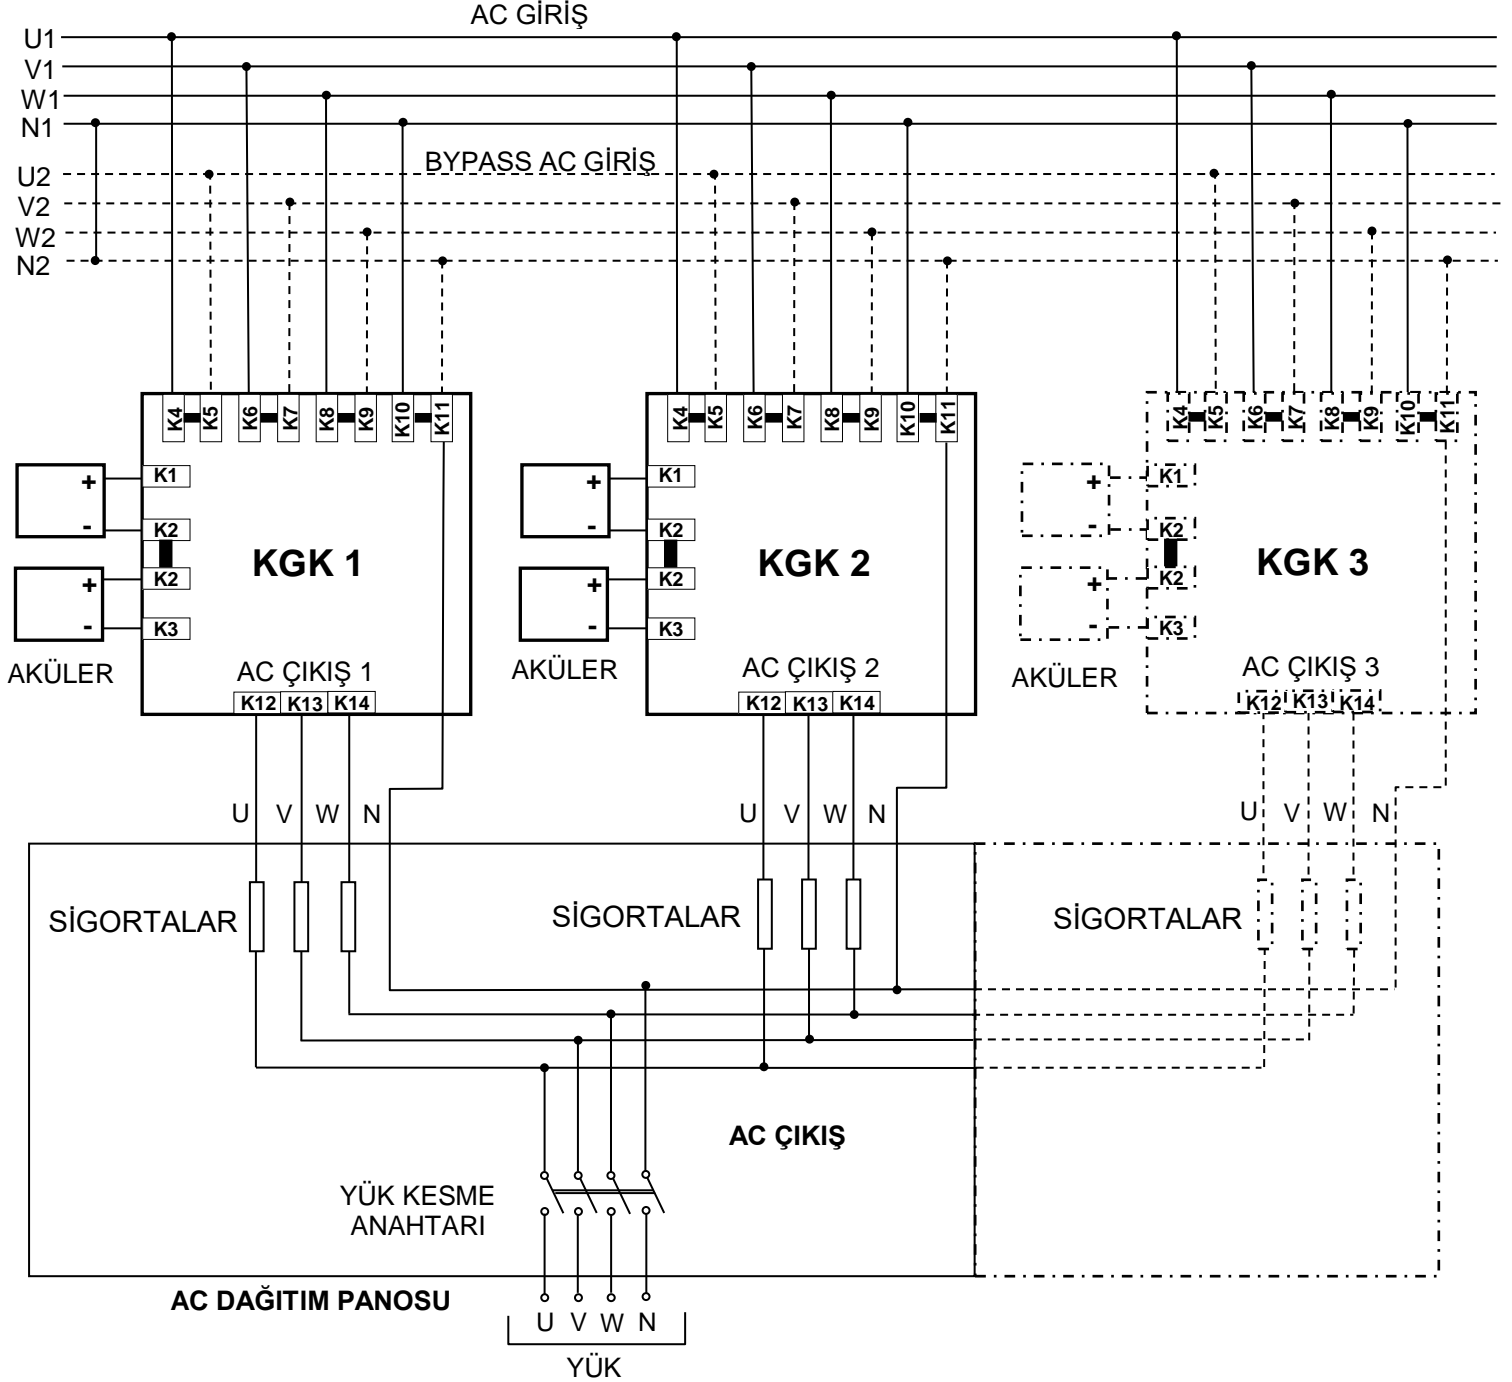 AC GİRİŞ
U1
V1
W1
N1
BYPASS AC GİRİŞ
U2
V2
W2
N2
K4 K5 K6 K7 K8 K9 K10 K11
K4 K5 K6 K7 K8 K9 K10 K11
K4 K5 K6 K7 K8 K9 K10 K11
+ K1
- K2
+ K2
- K3
KGK 1
AKÜLER
AC ÇIKIŞ 1
K12 K13 K14
+ K1
- K2
+ K2
- K3
KGK 2
AKÜLER
AC ÇIKIŞ 2
K12 K13 K14
+ K1
- K2
+ K2
- K3
KGK 3
AKÜLER
AC ÇIKIŞ 3
K12 K13 K14
U V W N
U V W N
U V W N
SİGORTALAR
SİGORTALAR
SİGORTALAR
AC ÇIKIŞ
YÜK KESME
ANAHTARI
AC DAĞITIM PANOSU
U V W N
YÜK